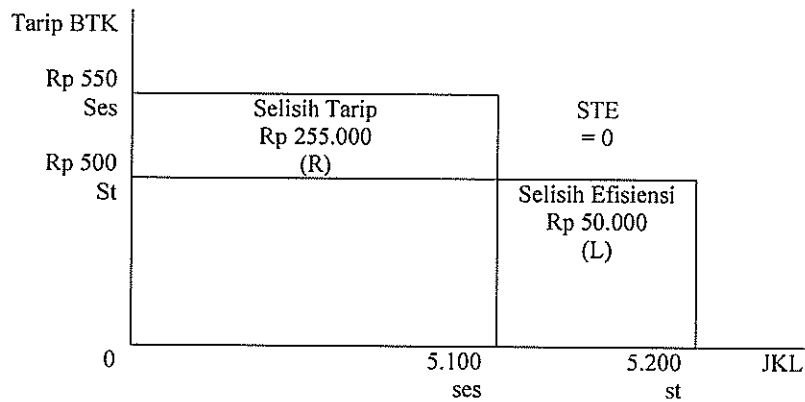 Tarip BTK
Rp 550
Ses
Selisih Tarip
Rp 255.000
(R)
STE
= 0
Rp 500
St
Selisih Efisiensi
Rp 50.000
(L)
0
5.100
ses
5.200
st
JKL